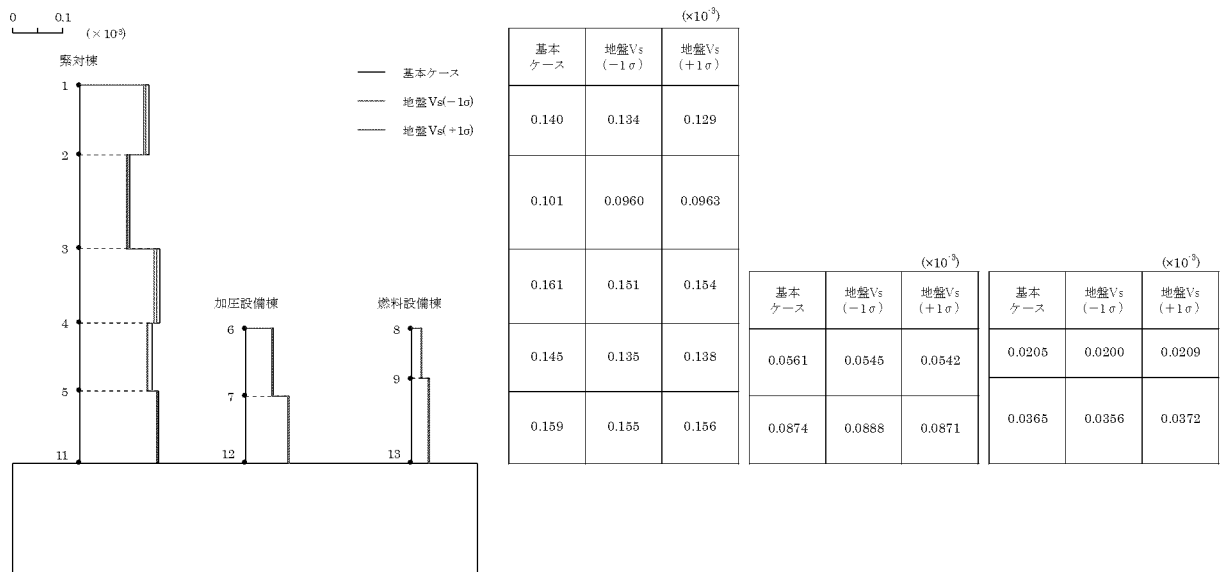 0 0.1
(×10⁻³)
緊対棟
1
2
3
4
5
11
基本ケース
地盤Vs(−1σ)
地盤Vs(+1σ)
加圧設備棟
6
7
12
燃料設備棟
8
9
13
(×10⁻³)
基本 地盤Vs 地盤Vs
ケース (−1σ) (+1σ)
0.140 0.134 0.129
0.101 0.0960 0.0963
0.161 0.151 0.154
0.145 0.135 0.138
0.159 0.155 0.156
(×10⁻³)
基本 地盤Vs 地盤Vs
ケース (−1σ) (+1σ)
0.0561 0.0545 0.0542
0.0874 0.0888 0.0871
(×10⁻³)
基本 地盤Vs 地盤Vs
ケース (−1σ) (+1σ)
0.0205 0.0200 0.0209
0.0365 0.0356 0.0372